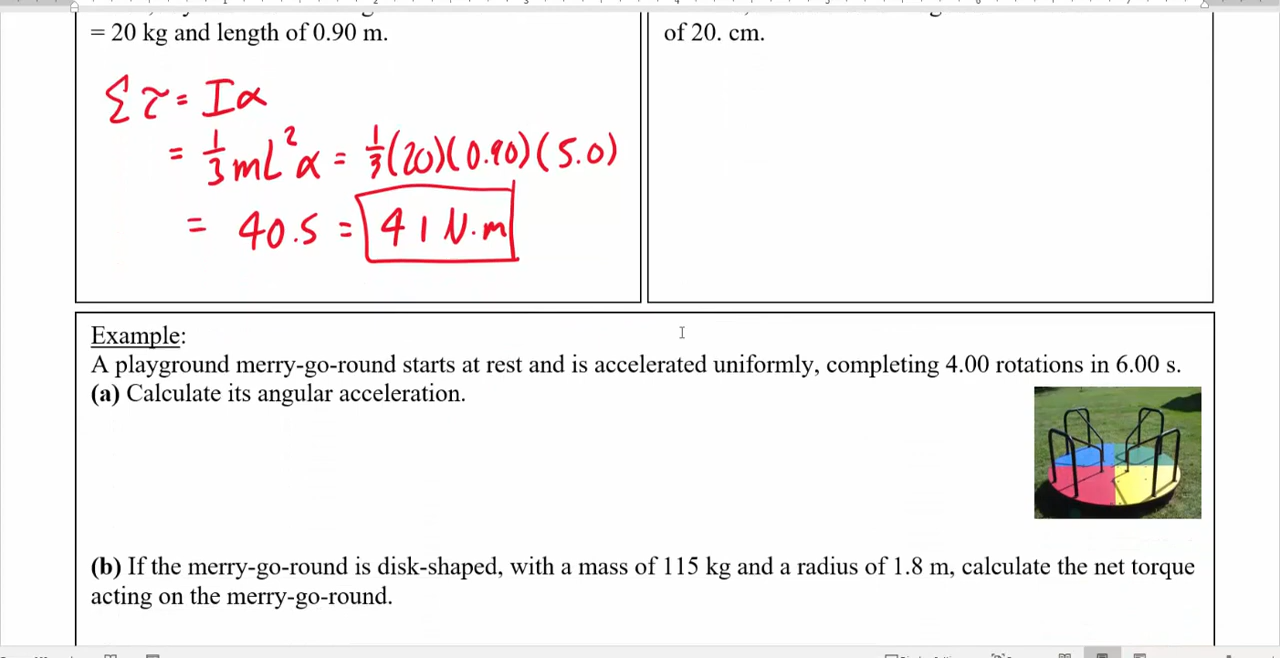 = 20 kg and length of 0.90 m.
Στ = Iα
= 1/3 mL²α = 1/3 (20)(0.90)(5.0)
= 40.5 = 41 N·m
of 20. cm.
Example:
A playground merry-go-round starts at rest and is accelerated uniformly, completing 4.00 rotations in 6.00 s.
(a) Calculate its angular acceleration.
(b) If the merry-go-round is disk-shaped, with a mass of 115 kg and a radius of 1.8 m, calculate the net torque
acting on the merry-go-round.